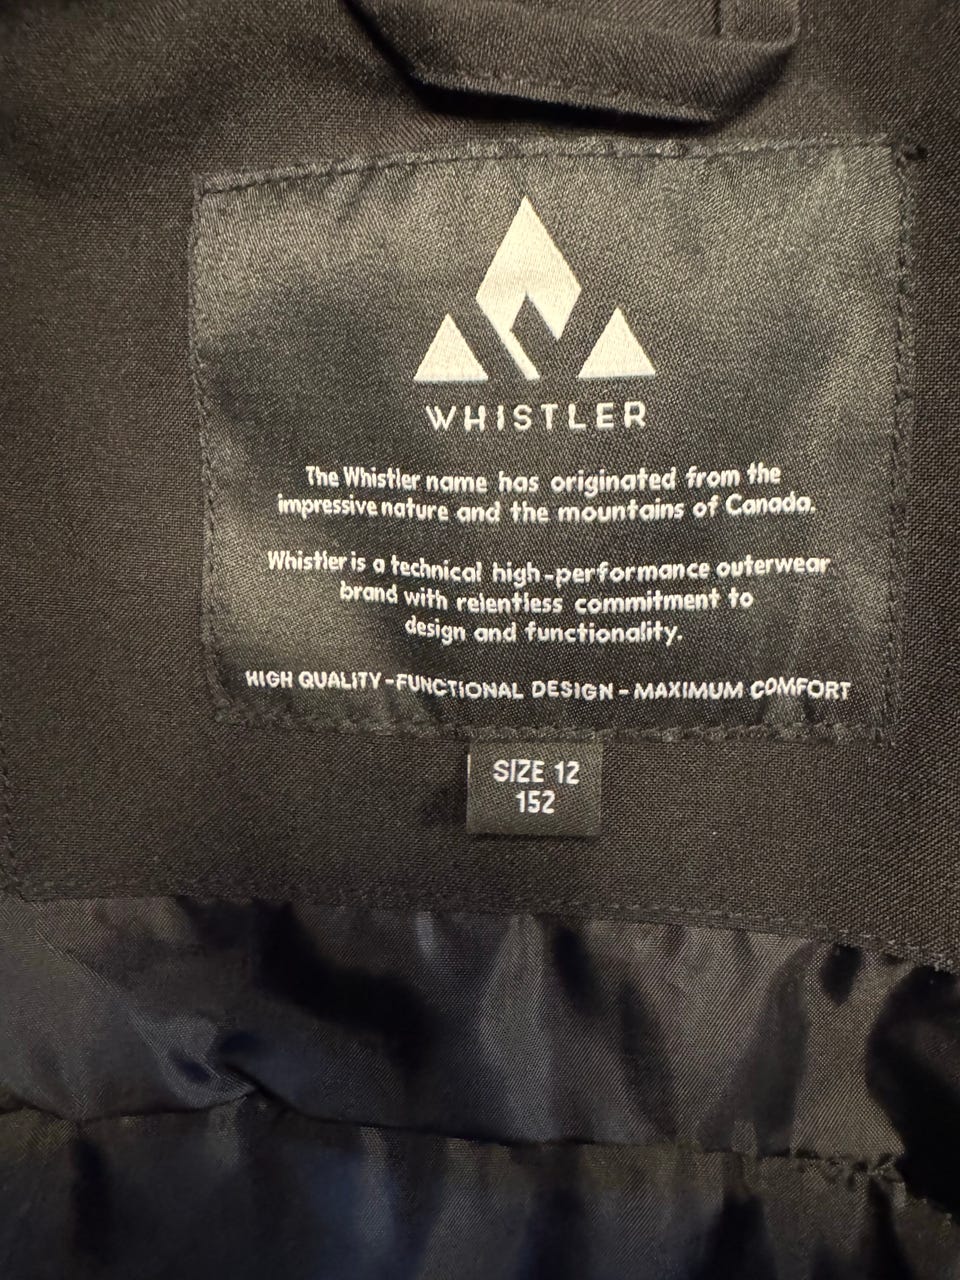 WHISTLER
The Whistler name has originated from the
impressive nature and the mountains of Canada.
Whistler is a technical high-performance outerwear
brand with relentless commitment to
design and functionality.
HIGH QUALITY - FUNCTIONAL DESIGN - MAXIMUM COMFORT
SIZE 12
152